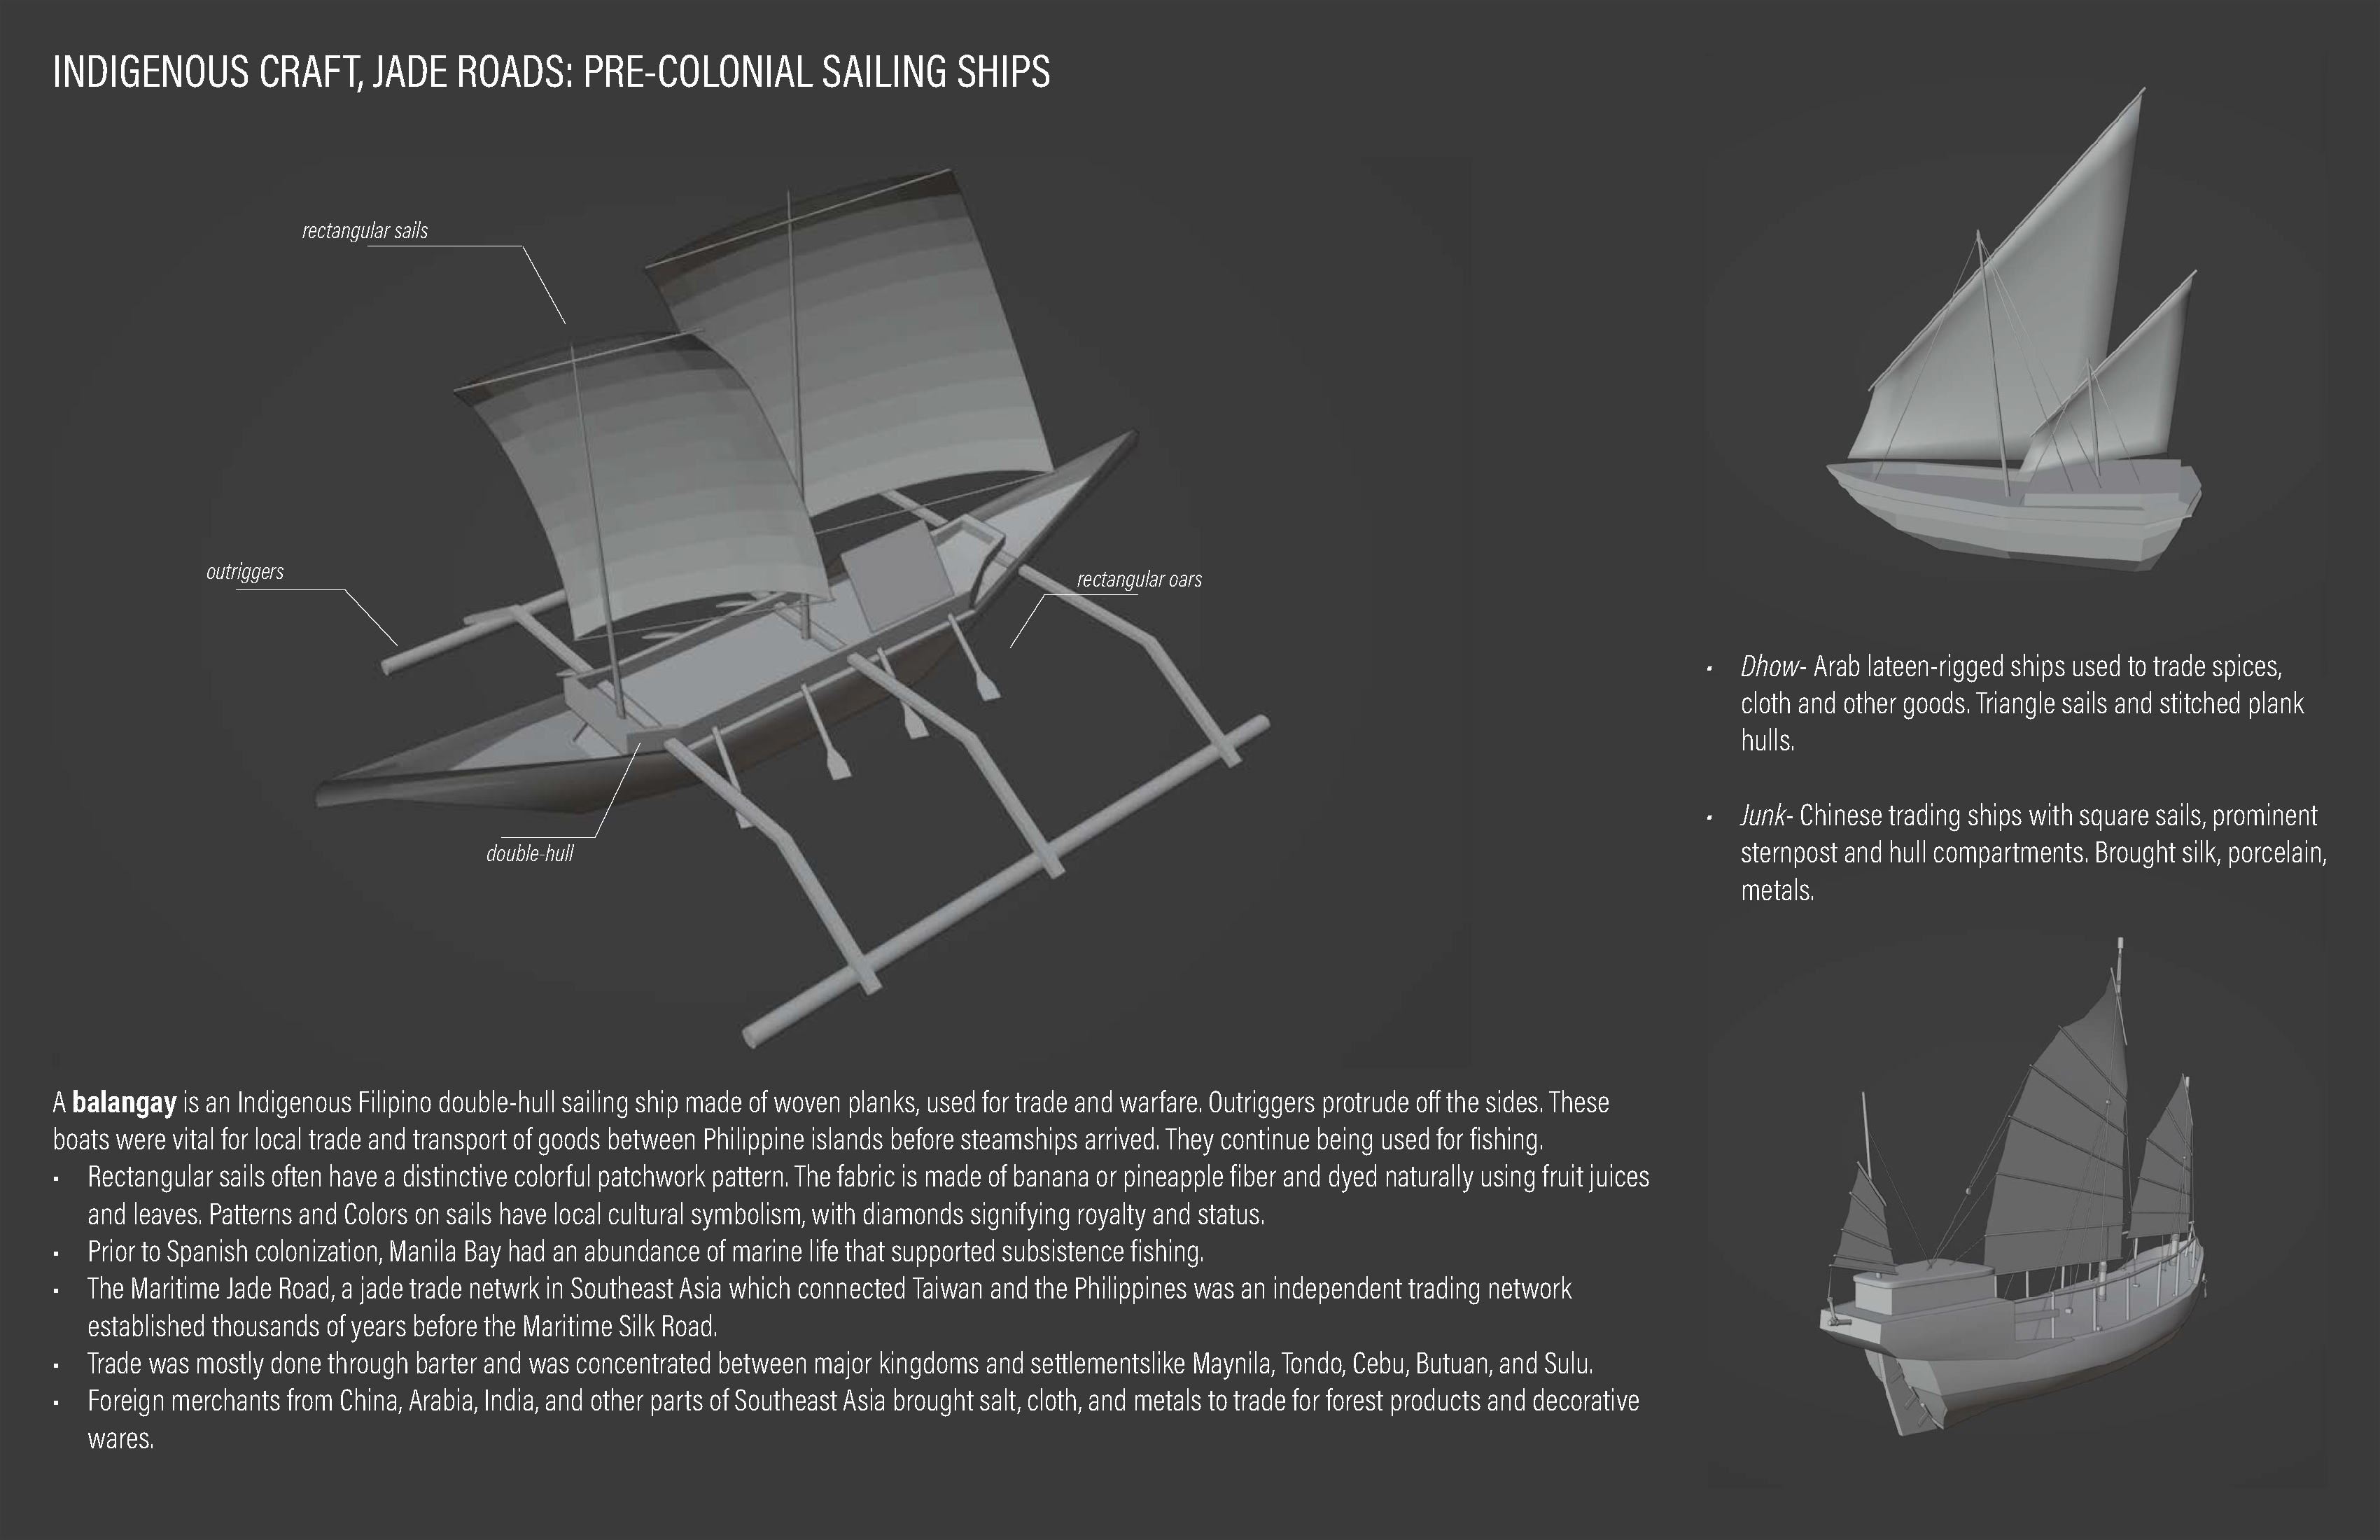 INDIGENOUS CRAFT, JADE ROADS: PRE-COLONIAL SAILING SHIPS
rectangular sails
outriggers
rectangular oars
double-hull
A balangay is an Indigenous Filipino double-hull sailing ship made of woven planks, used for trade and warfare. Outriggers protrude off the sides. These
boats were vital for local trade and transport of goods between Philippine islands before steamships arrived. They continue being used for fishing.
• Rectangular sails often have a distinctive colorful patchwork pattern. The fabric is made of banana or pineapple fiber and dyed naturally using fruit juices
and leaves. Patterns and Colors on sails have local cultural symbolism, with diamonds signifying royalty and status.
• Prior to Spanish colonization, Manila Bay had an abundance of marine life that supported subsistence fishing.
• The Maritime Jade Road, a jade trade netwrk in Southeast Asia which connected Taiwan and the Philippines was an independent trading network
established thousands of years before the Maritime Silk Road.
• Trade was mostly done through barter and was concentrated between major kingdoms and settlementslike Maynila, Tondo, Cebu, Butuan, and Sulu.
• Foreign merchants from China, Arabia, India, and other parts of Southeast Asia brought salt, cloth, and metals to trade for forest products and decorative
wares.
• Dhow- Arab lateen-rigged ships used to trade spices,
cloth and other goods. Triangle sails and stitched plank
hulls.
• Junk- Chinese trading ships with square sails, prominent
sternpost and hull compartments. Brought silk, porcelain,
metals.